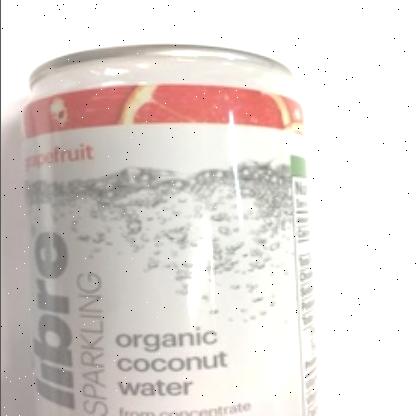 grapefruit
libre
SPARKLING
organic
coconut
water
from concentrate